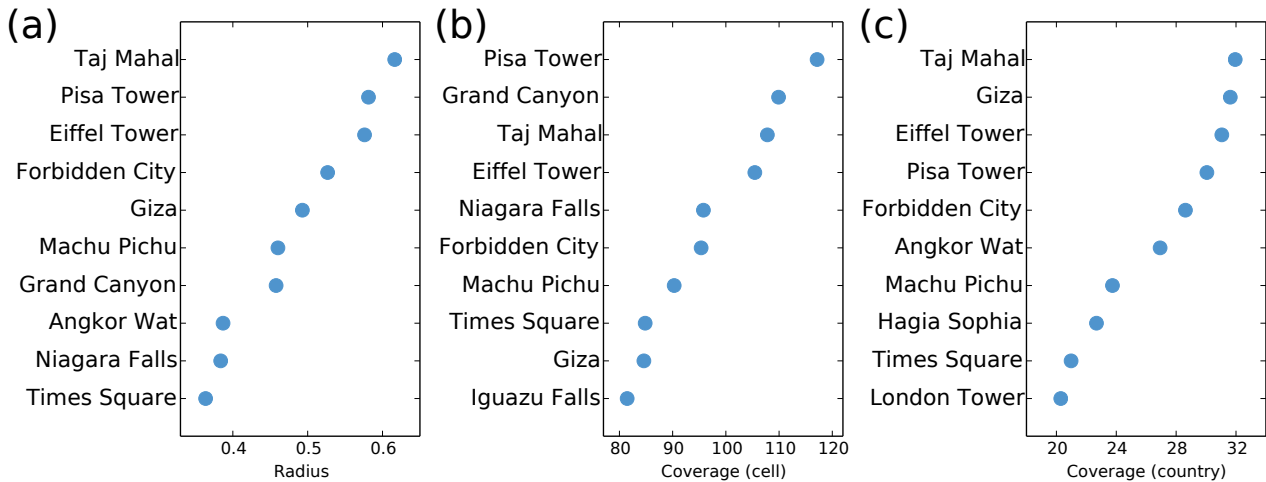 (a)
Taj Mahal
Pisa Tower
Eiffel Tower
Forbidden City
Giza
Machu Pichu
Grand Canyon
Angkor Wat
Niagara Falls
Times Square
0.4 0.5 0.6
Radius
(b)
Pisa Tower
Grand Canyon
Taj Mahal
Eiffel Tower
Niagara Falls
Forbidden City
Machu Pichu
Times Square
Giza
Iguazu Falls
80 90 100 110 120
Coverage (cell)
(c)
Taj Mahal
Giza
Eiffel Tower
Pisa Tower
Forbidden City
Angkor Wat
Machu Pichu
Hagia Sophia
Times Square
London Tower
20 24 28 32
Coverage (country)